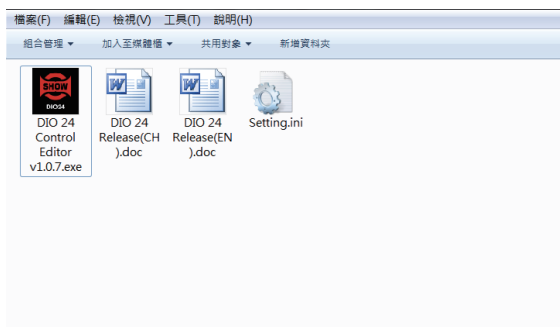 檔案(F) 編輯(E) 檢視(V) 工具(T) 說明(H)
組合管理 ▼ 加入至媒體櫃 ▼ 共用對象 ▼ 新增資料夾
SHOW
DIO24
DIO 24
Control
Editor
v1.0.7.exe
DIO 24
Release(CH
).doc
DIO 24
Release(EN
).doc
Setting.ini